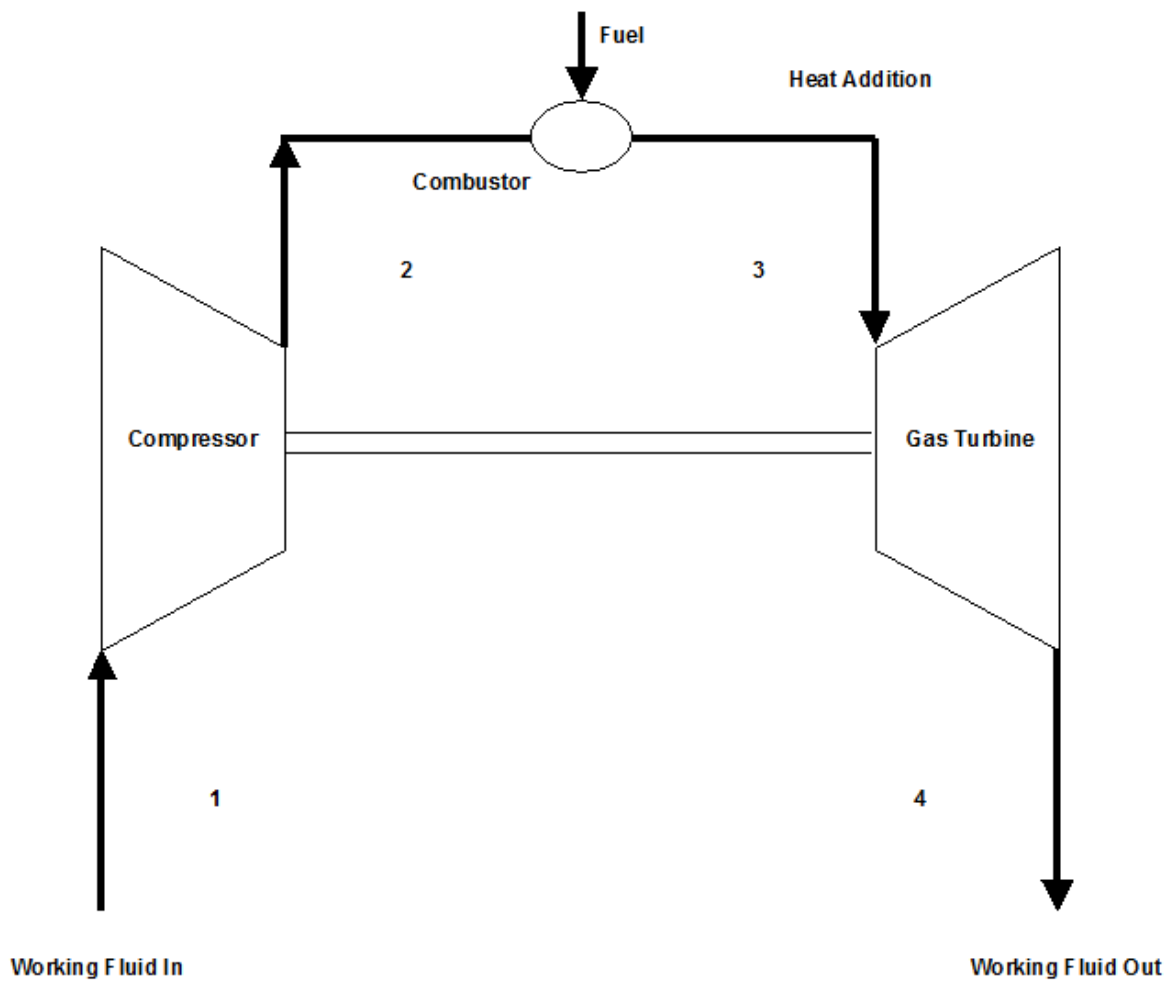 Fuel
Heat Addition
Combustor
2
3
Compressor
Gas Turbine
1
4
Working Fluid In
Working Fluid Out